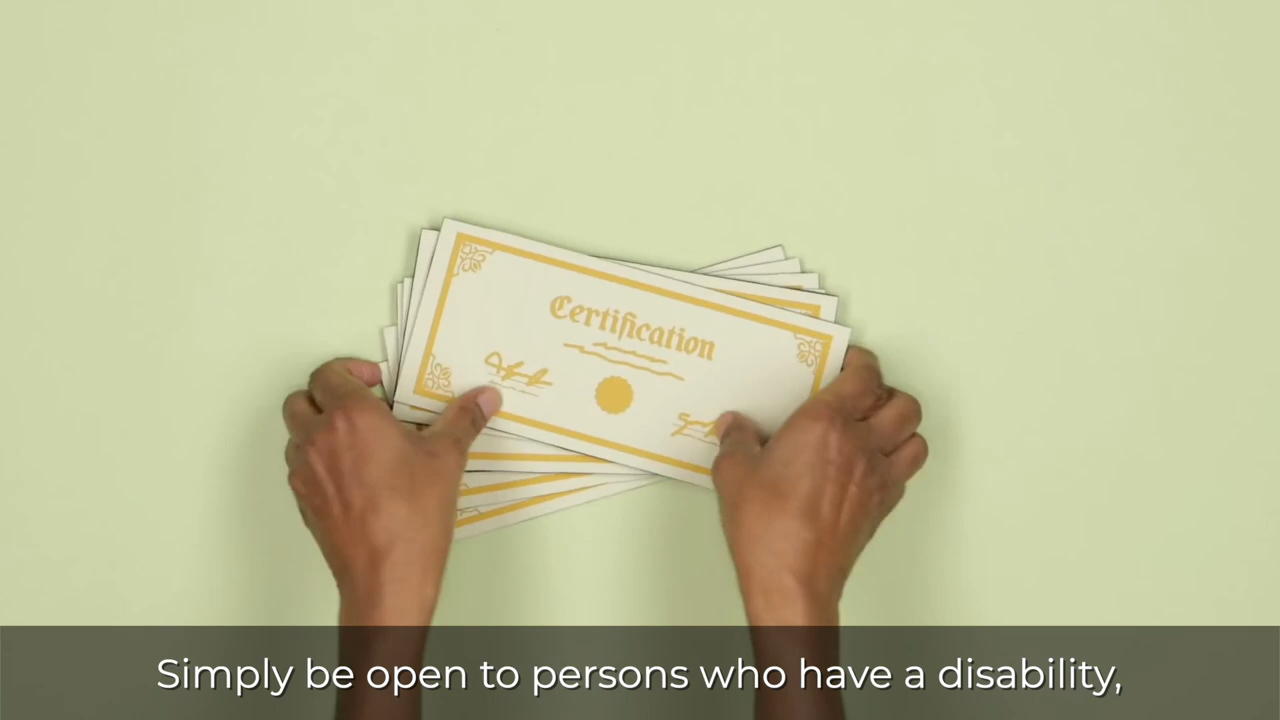 Certification
Simply be open to persons who have a disability,